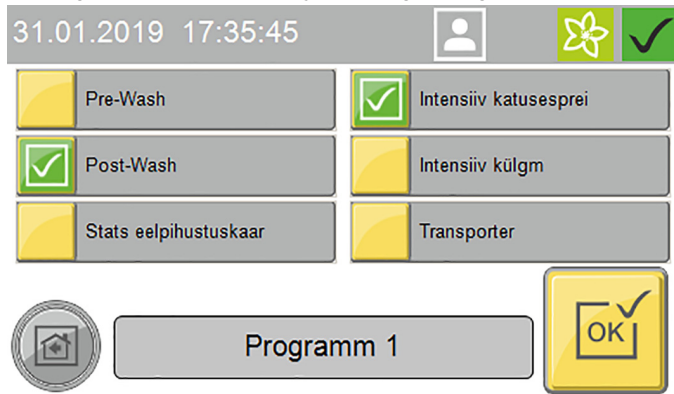 31.01.2019 17:35:45
Pre-Wash
Intensiiv katusesprei
Post-Wash
Intensiiv külgm
Stats eelpihustuskaar
Transporter
Programm 1
OK